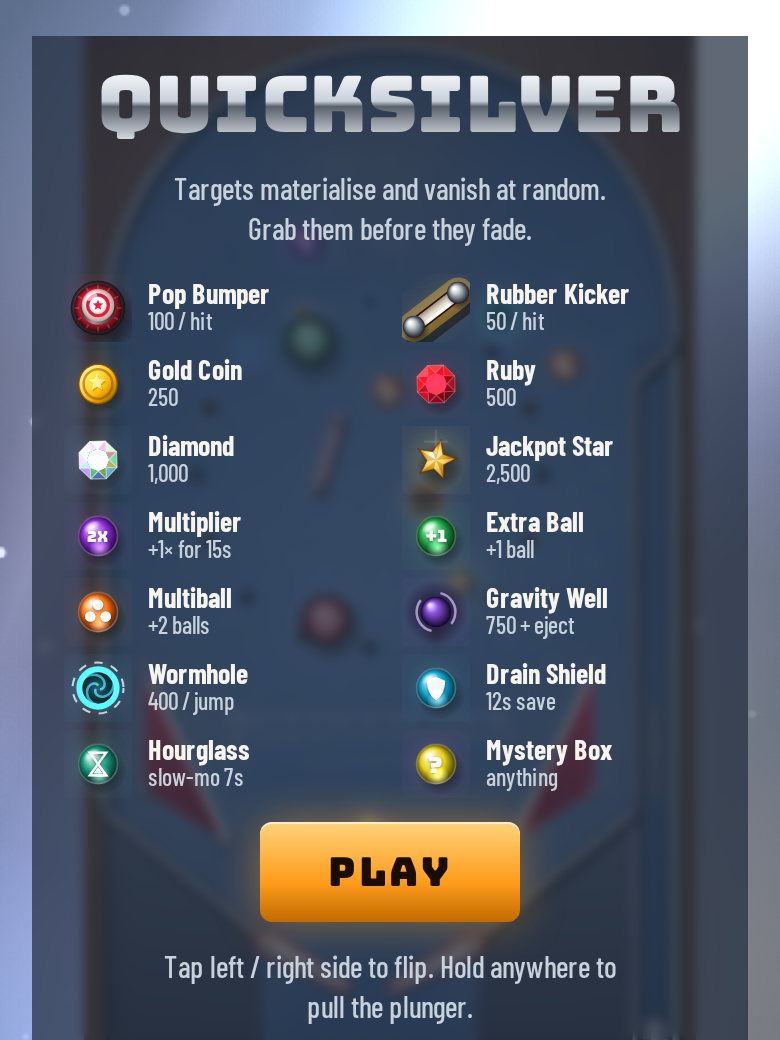 QUICKSILVER
Targets materialise and vanish at random.
Grab them before they fade.
Pop Bumper
100 / hit
Rubber Kicker
50 / hit
Gold Coin
250
Ruby
500
Diamond
1,000
Jackpot Star
2,500
2X
Multiplier
+1× for 15s
+1
Extra Ball
+1 ball
Multiball
+2 balls
Gravity Well
750 + eject
Wormhole
400 / jump
Drain Shield
12s save
Hourglass
slow-mo 7s
?
Mystery Box
anything
PLAY
Tap left / right side to flip. Hold anywhere to
pull the plunger.